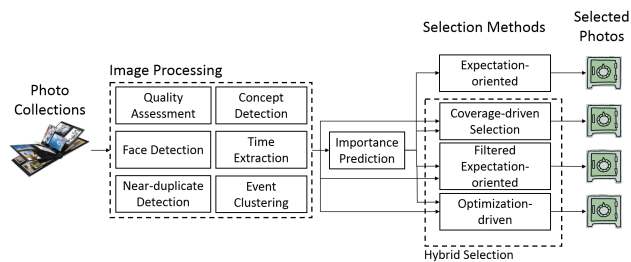 Selection Methods
Selected
Photos
Photo
Collections
Image Processing
Quality
Assessment
Concept
Detection
Face Detection
Time
Extraction
Near-duplicate
Detection
Event
Clustering
Importance
Prediction
Expectation-
oriented
Coverage-driven
Selection
Filtered
Expectation-
oriented
Optimization-
driven
Hybrid Selection